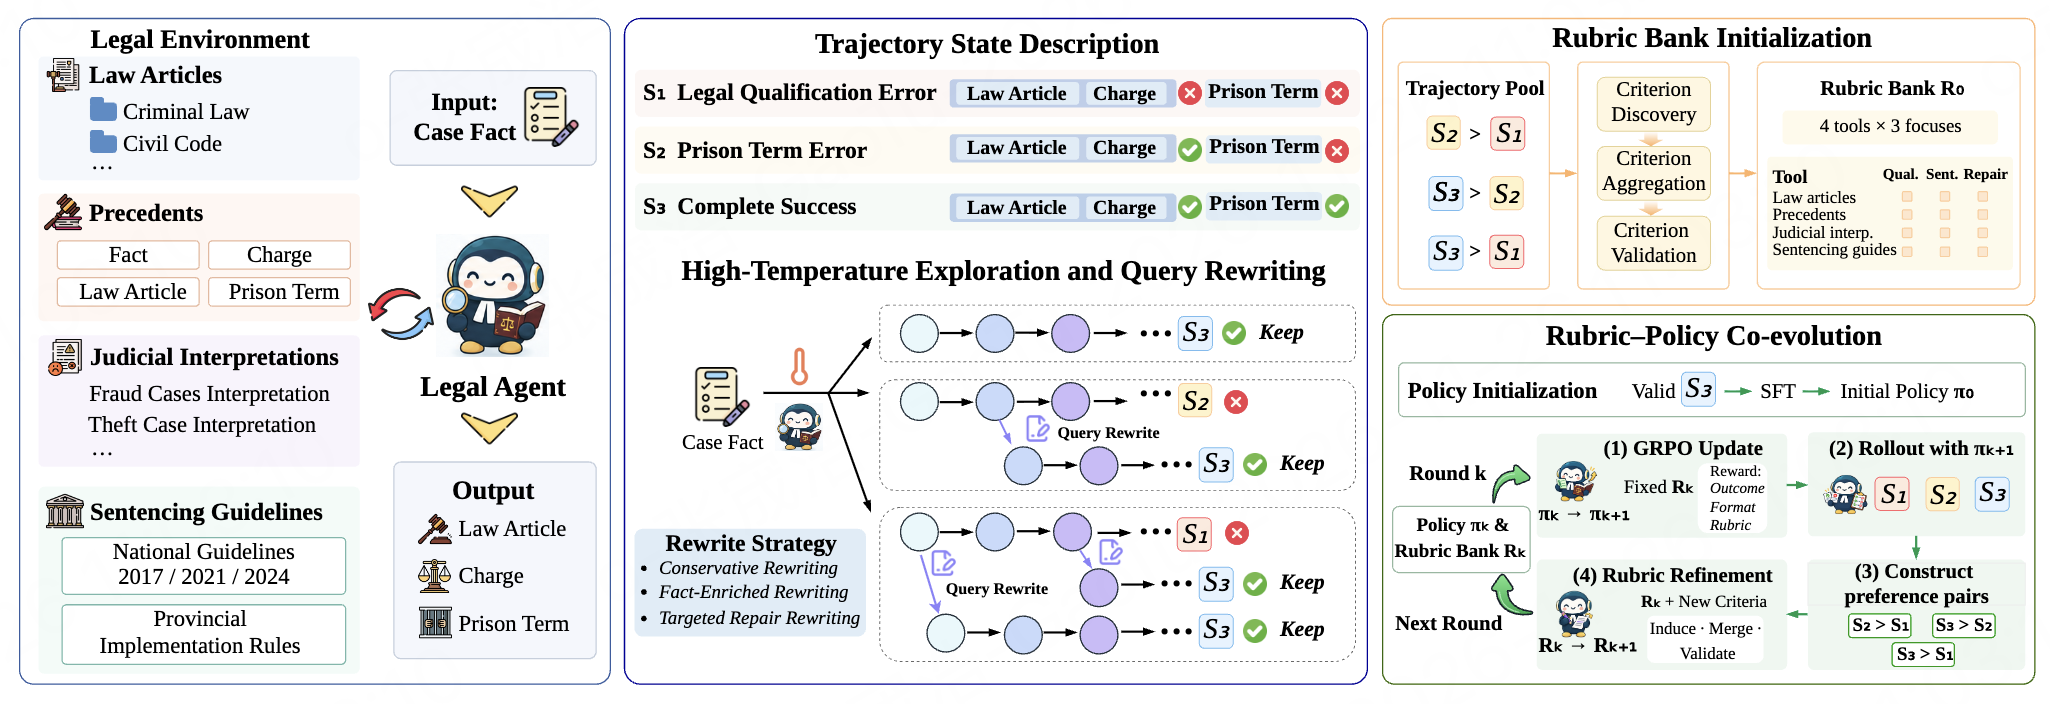 Legal Environment
Law Articles
Criminal Law
Civil Code
...
Precedents
Fact
Charge
Law Article
Prison Term
Judicial Interpretations
Fraud Cases Interpretation
Theft Case Interpretation
...
Sentencing Guidelines
National Guidelines
2017 / 2021 / 2024
Provincial
Implementation Rules
Input:
Case Fact
Legal Agent
Output
Law Article
Charge
Prison Term
Trajectory State Description
S₁ Legal Qualification Error Law Article Charge Prison Term
S₂ Prison Term Error Law Article Charge Prison Term
S₃ Complete Success Law Article Charge Prison Term
High-Temperature Exploration and Query Rewriting
Case Fact
... S₃ Keep
... S₂
Query Rewrite
... S₃ Keep
... S₁
Query Rewrite
... S₃ Keep
... S₃ Keep
Rewrite Strategy
• Conservative Rewriting
• Fact-Enriched Rewriting
• Targeted Repair Rewriting
Rubric Bank Initialization
Trajectory Pool
S₂ > S₁
S₃ > S₂
S₃ > S₁
Criterion
Discovery
Criterion
Aggregation
Criterion
Validation
Rubric Bank R₀
4 tools × 3 focuses
Tool Qual. Sent. Repair
Law articles
Precedents
Judicial interp.
Sentencing guides
Rubric–Policy Co-evolution
Policy Initialization Valid S₃ → SFT → Initial Policy π₀
Round k
Policy πₖ &
Rubric Bank Rₖ
Next Round
(1) GRPO Update
Fixed Rₖ
πₖ → πₖ₊₁
Reward:
Outcome
Format
Rubric
(2) Rollout with πₖ₊₁
S₁ S₂ S₃
(3) Construct
preference pairs
S₂ > S₁ S₃ > S₂
S₃ > S₁
(4) Rubric Refinement
Rₖ + New Criteria
Induce · Merge ·
Validate
Rₖ → Rₖ₊₁